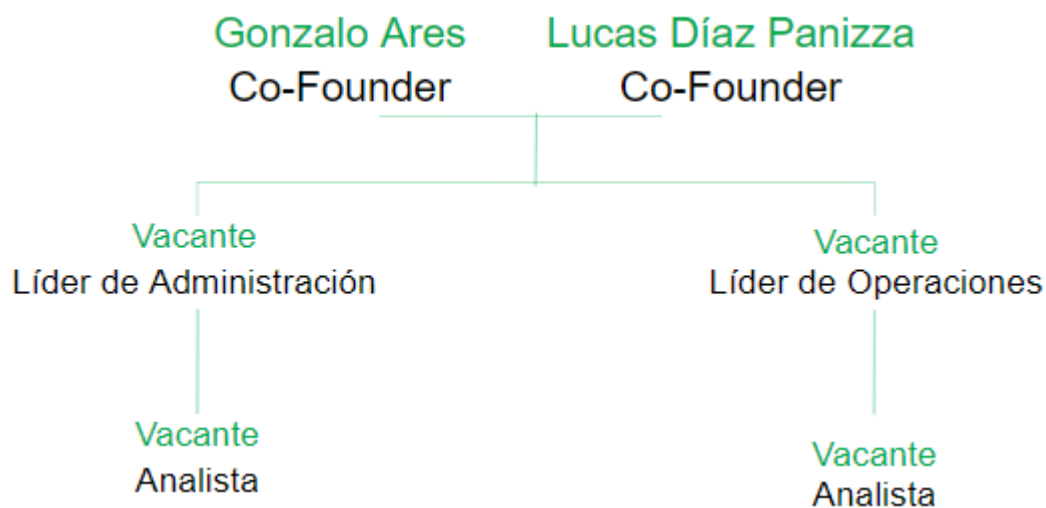 Gonzalo Ares
Co-Founder
Lucas Díaz Panizza
Co-Founder
Vacante
Líder de Administración
Vacante
Líder de Operaciones
Vacante
Analista
Vacante
Analista